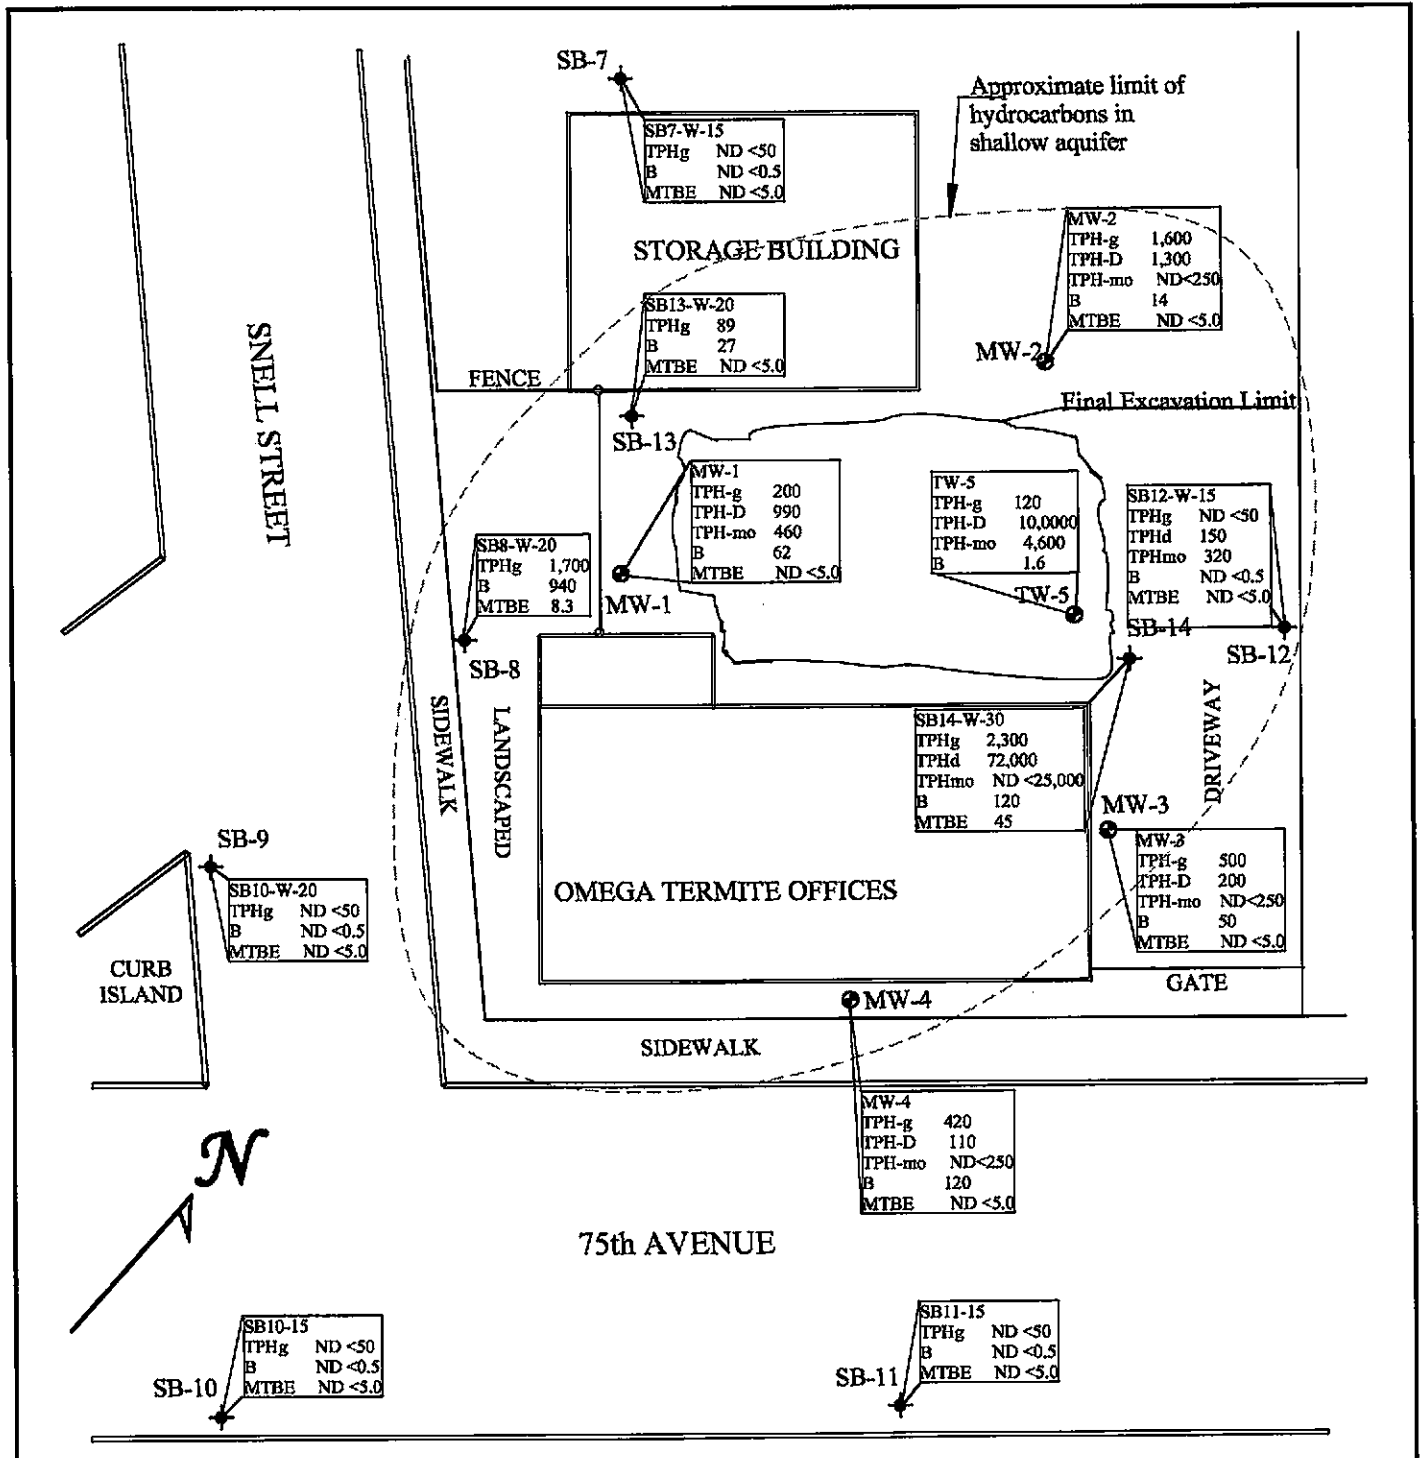 SB-7
Approximate limit of
hydrocarbons in
shallow aquifer
SB7-W-15
TPHg ND <50
B ND <0.5
MTBE ND <5.0
STORAGE BUILDING
MW-2
TPH-g 1,600
TPH-D 1,300
TPH-mo ND<250
B 14
MTBE ND <5.0
MW-2
SB13-W-20
TPHg 89
B 27
MTBE ND <5.0
SNELL STREET
FENCE
SB-13
Final Excavation Limit
MW-1
TPH-g 200
TPH-D 990
TPH-mo 460
B 62
MTBE ND <5.0
MW-1
TW-5
TPH-g 120
TPH-D 10,0000
TPH-mo 4,600
B 1.6
TW-5
SB12-W-15
TPHg ND <50
TPHd 150
TPHmo 320
B ND <0.5
MTBE ND <5.0
SB-12
SB8-W-20
TPHg 1,700
B 940
MTBE 8.3
SB-8
SB-14
SIDEWALK
LANDSCAPED
SB14-W-30
TPHg 2,300
TPHd 72,000
TPHmo ND <25,000
B 120
MTBE 45
DRIVEWAY
MW-3
MW-3
TPH-g 500
TPH-D 200
TPH-mo ND<250
B 50
MTBE ND <5.0
SB-9
SB10-W-20
TPHg ND <50
B ND <0.5
MTBE ND <5.0
OMEGA TERMITE OFFICES
CURB
ISLAND
GATE
MW-4
SIDEWALK
MW-4
TPH-g 420
TPH-D 110
TPH-mo ND<250
B 120
MTBE ND <5.0
N
75th AVENUE
SB10-15
TPHg ND <50
B ND <0.5
MTBE ND <5.0
SB-10
SB11-15
TPHg ND <50
B ND <0.5
MTBE ND <5.0
SB-11